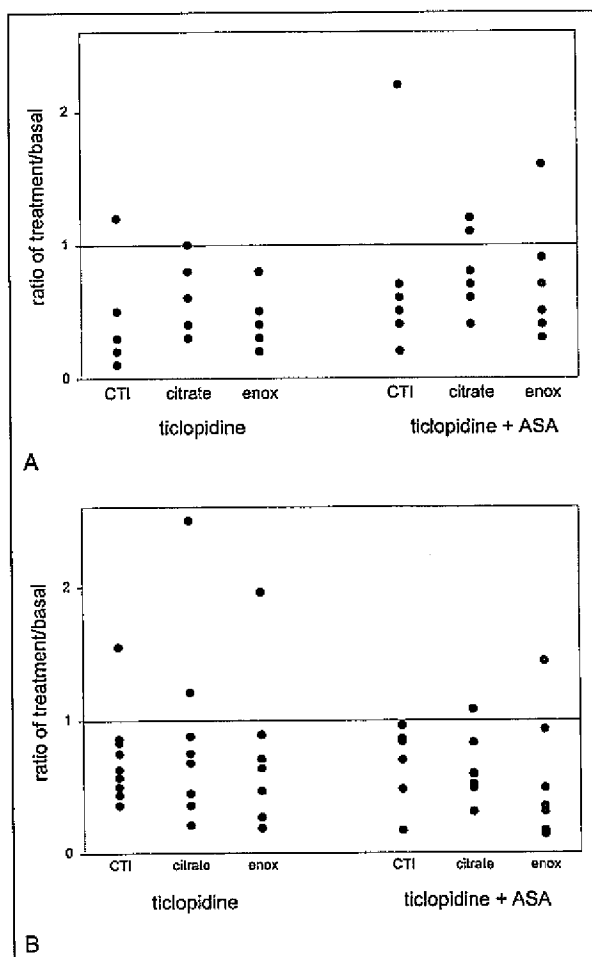 ratio of treatment/basal
2
1
0
CTI citrate enox CTI citrate enox
ticlopidine ticlopidine + ASA
A
ratio of treatment/basal
2
1
0
CTI citrate enox CTI citrate enox
ticlopidine ticlopidine + ASA
B